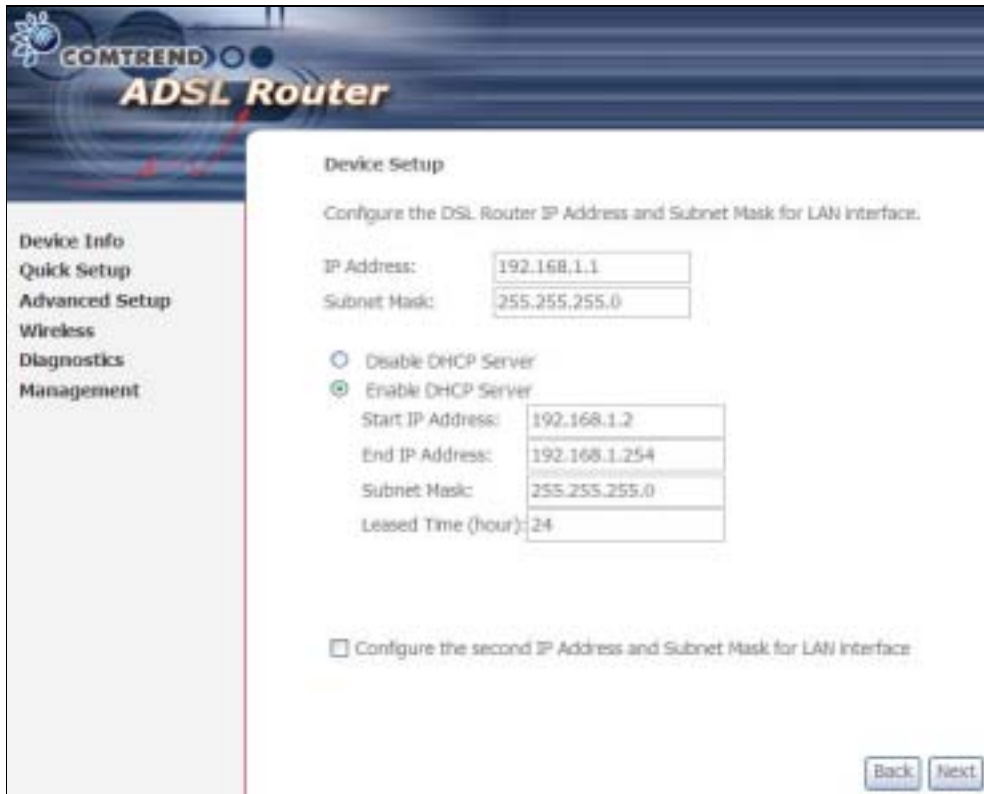 COMTREND
ADSL Router
Device Info
Quick Setup
Advanced Setup
Wireless
Diagnostics
Management
Device Setup
Configure the DSL Router IP Address and Subnet Mask for LAN interface.
IP Address: 192.168.1.1
Subnet Mask: 255.255.255.0
Disable DHCP Server
Enable DHCP Server
Start IP Address: 192.168.1.2
End IP Address: 192.168.1.254
Subnet Mask: 255.255.255.0
Leased Time (hour): 24
Configure the second IP Address and Subnet Mask for LAN interface
Back Next